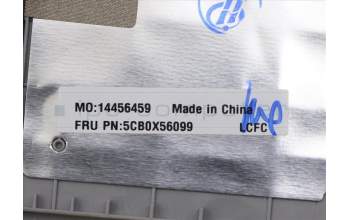 MO:14456459 Made in China
FRU PN:5CB0X56099 LCFC